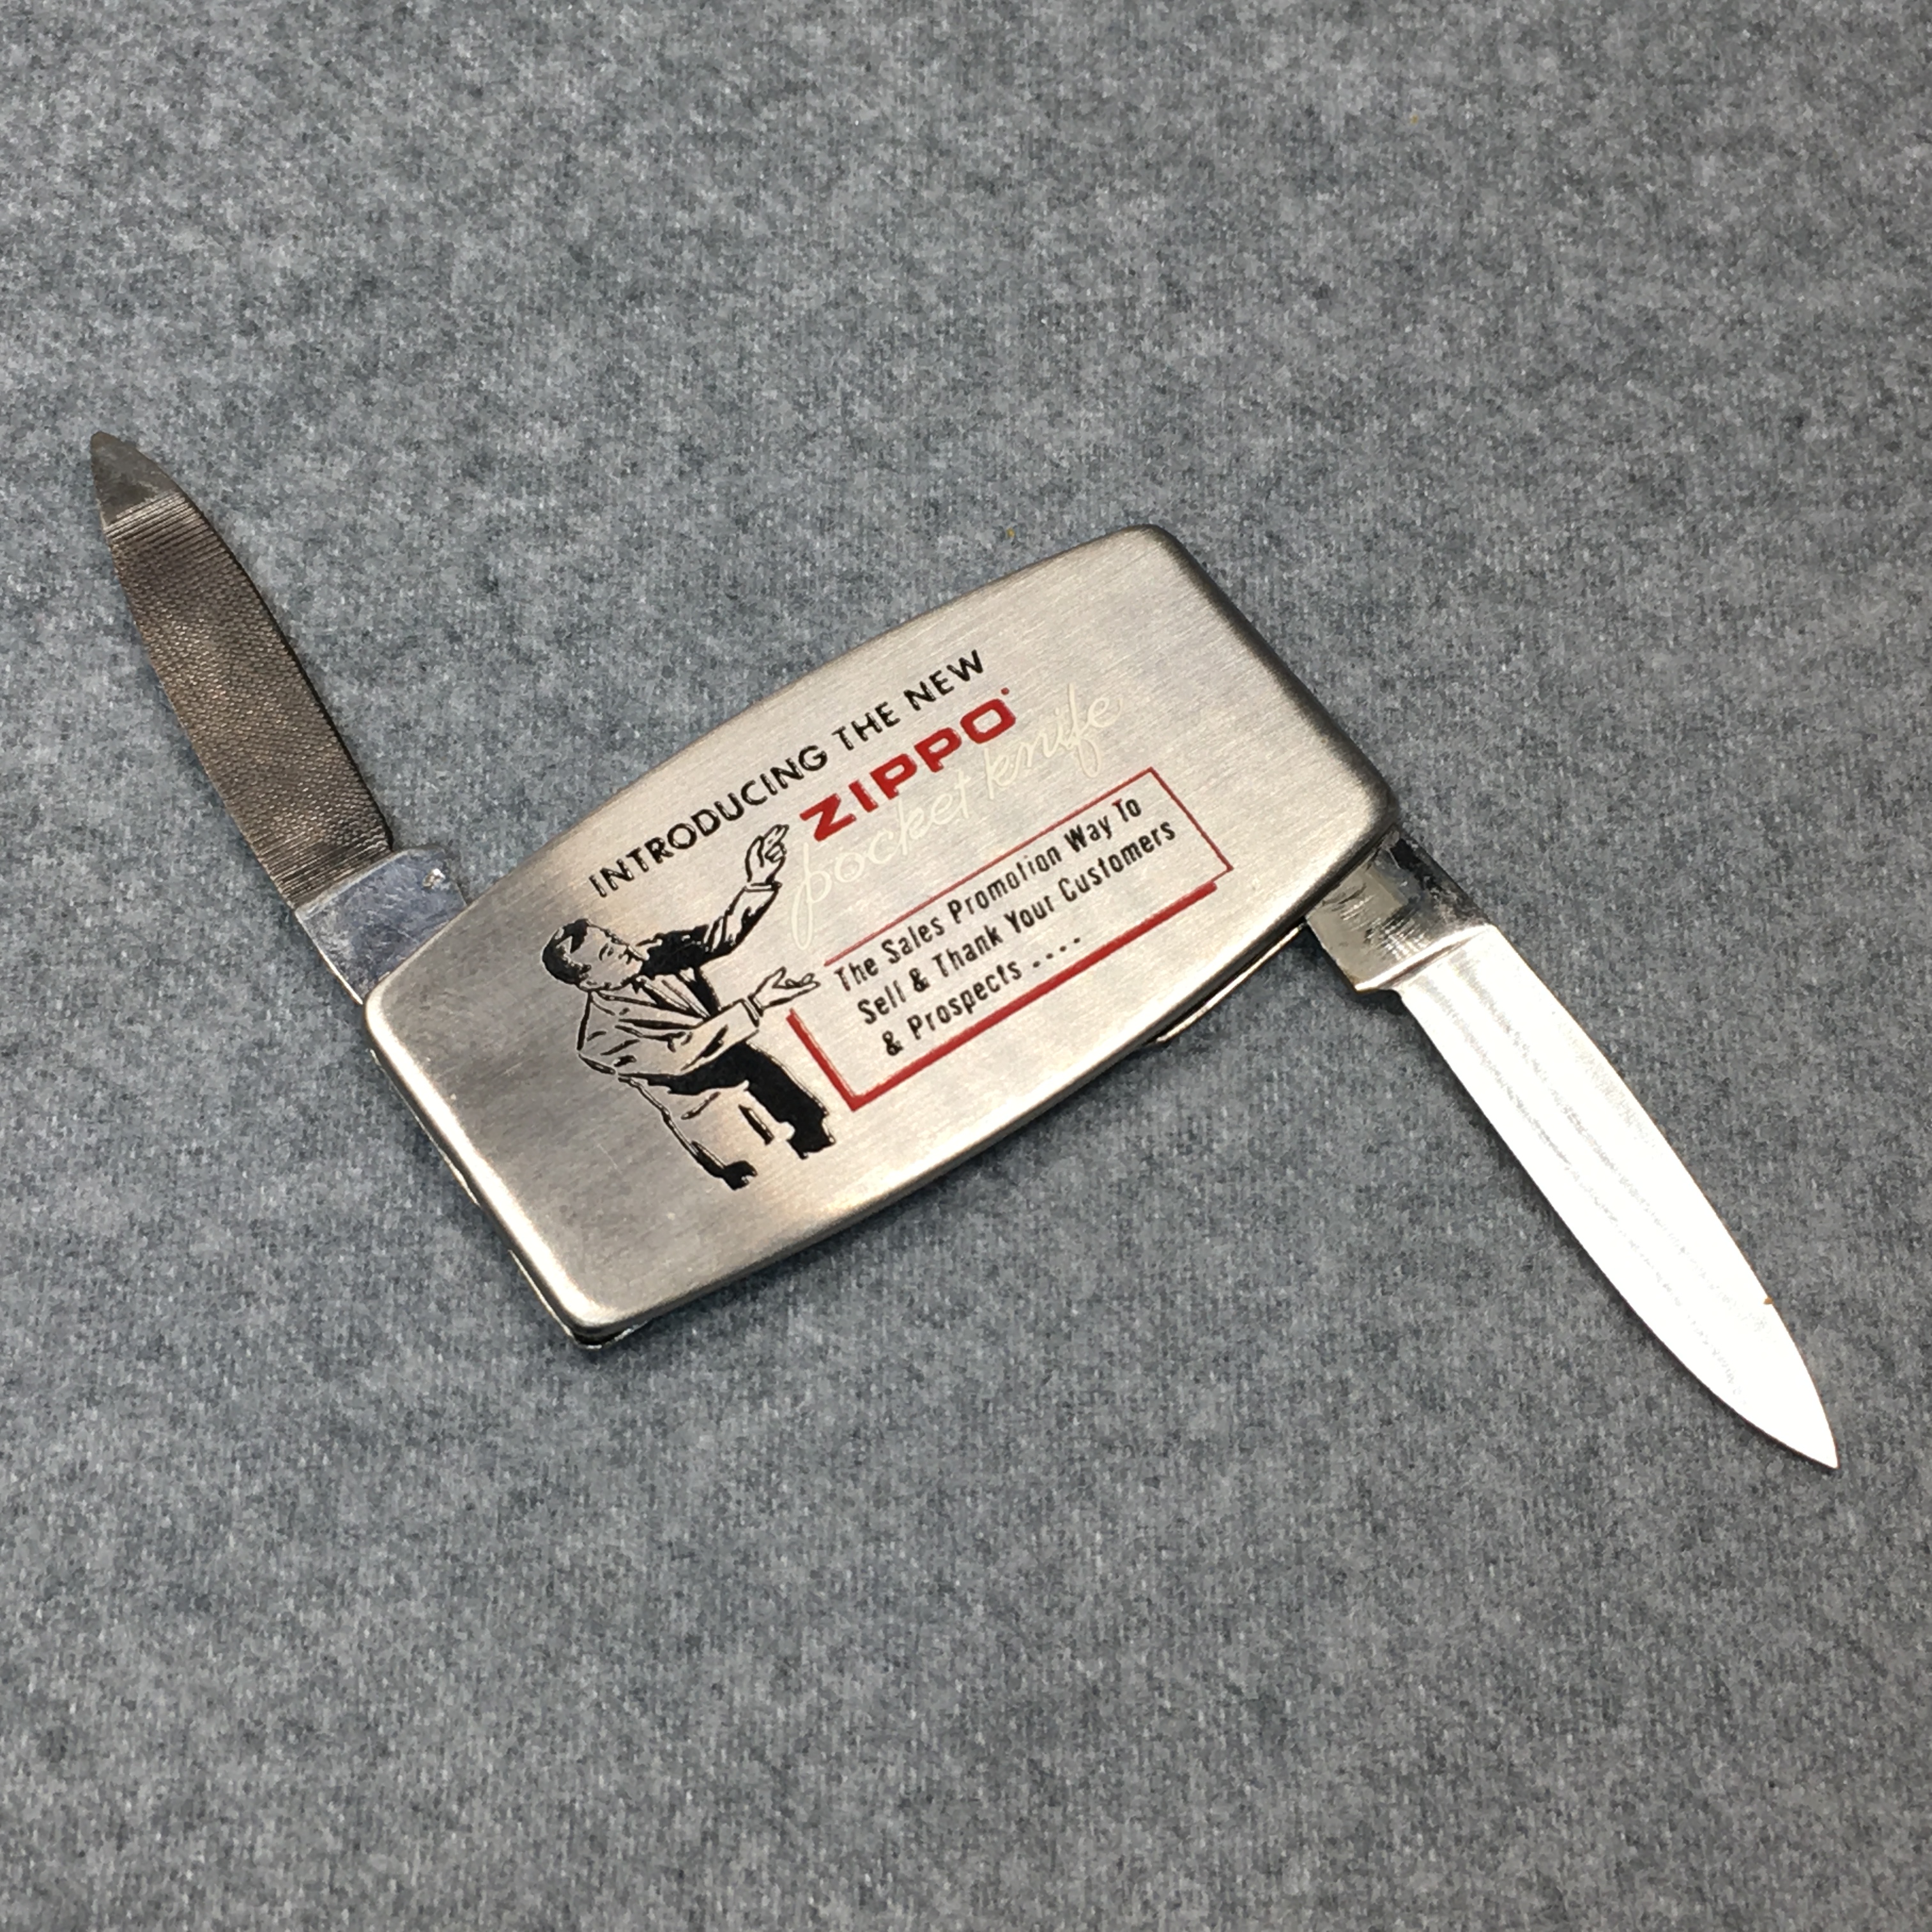 INTRODUCING THE NEW
ZIPPO
pocket knife
The Sales Promotion Way To
Sell & Thank Your Customers
& Prospects ....